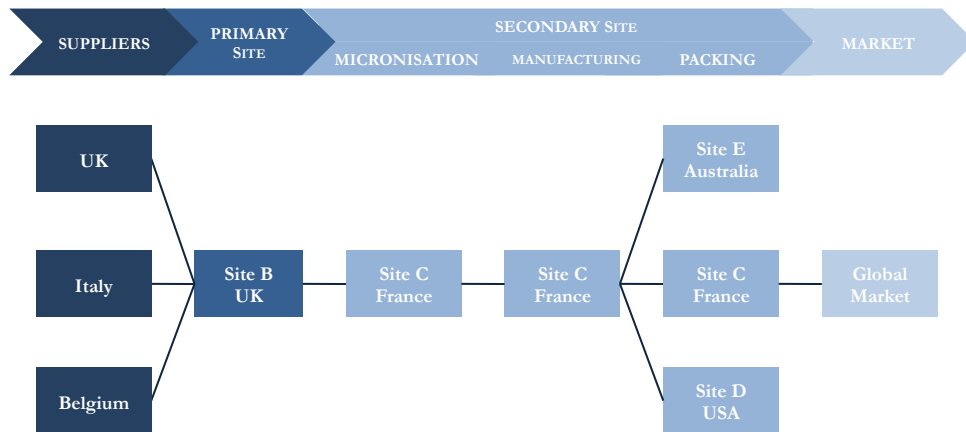 SUPPLIERS
PRIMARY
SITE
SECONDARY SITE
MICRONISATION
MANUFACTURING
PACKING
MARKET
UK
Site E
Australia
Italy
Site B
UK
Site C
France
Site C
France
Site C
France
Global
Market
Belgium
Site D
USA